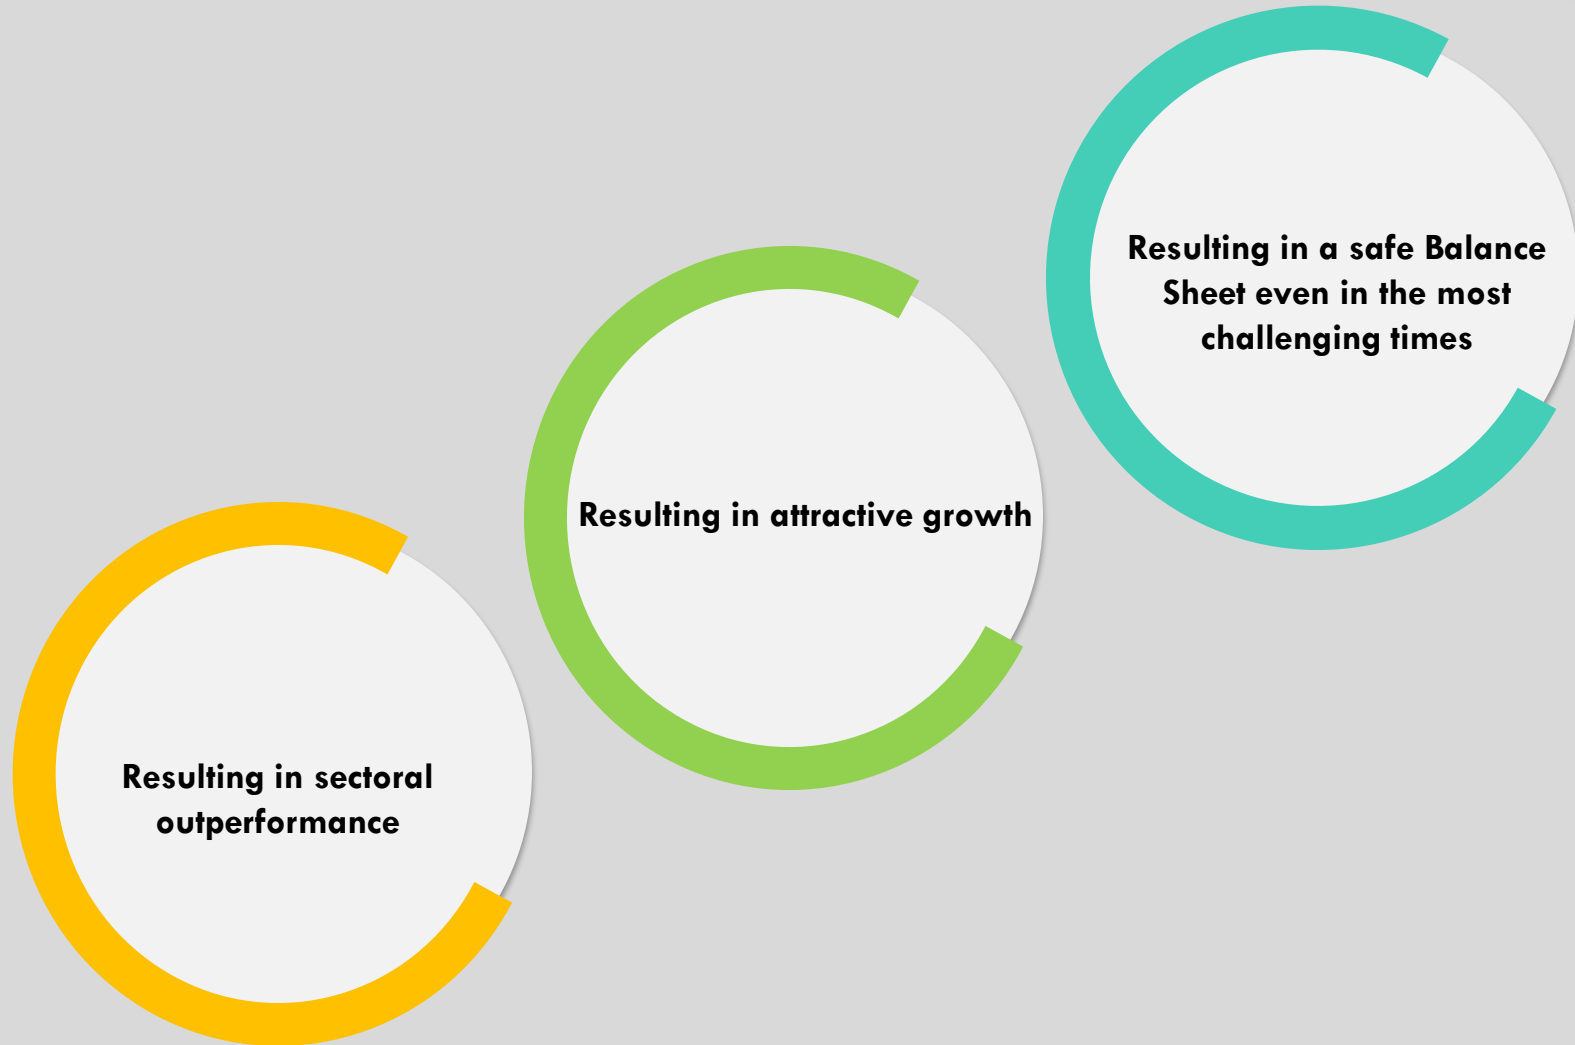 Resulting in a safe Balance
Sheet even in the most
challenging times
Resulting in attractive growth
Resulting in sectoral
outperformance